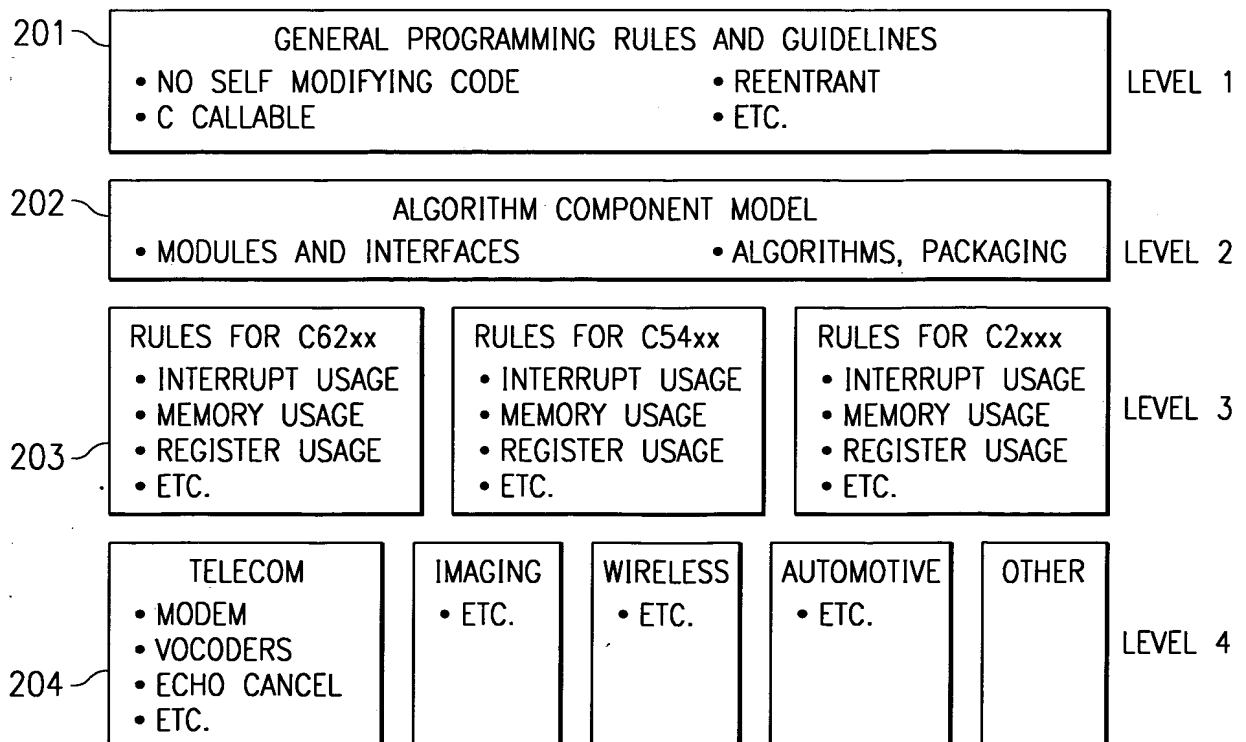 201
GENERAL PROGRAMMING RULES AND GUIDELINES
• NO SELF MODIFYING CODE
• REENTRANT
• C CALLABLE
• ETC.
LEVEL 1
202
ALGORITHM COMPONENT MODEL
• MODULES AND INTERFACES
• ALGORITHMS, PACKAGING
LEVEL 2
203
RULES FOR C62xx
• INTERRUPT USAGE
• MEMORY USAGE
• REGISTER USAGE
• ETC.
RULES FOR C54xx
• INTERRUPT USAGE
• MEMORY USAGE
• REGISTER USAGE
• ETC.
RULES FOR C2xxx
• INTERRUPT USAGE
• MEMORY USAGE
• REGISTER USAGE
• ETC.
LEVEL 3
204
TELECOM
• MODEM
• VOCODERS
• ECHO CANCEL
• ETC.
IMAGING
• ETC.
WIRELESS
• ETC.
AUTOMOTIVE
• ETC.
OTHER
LEVEL 4